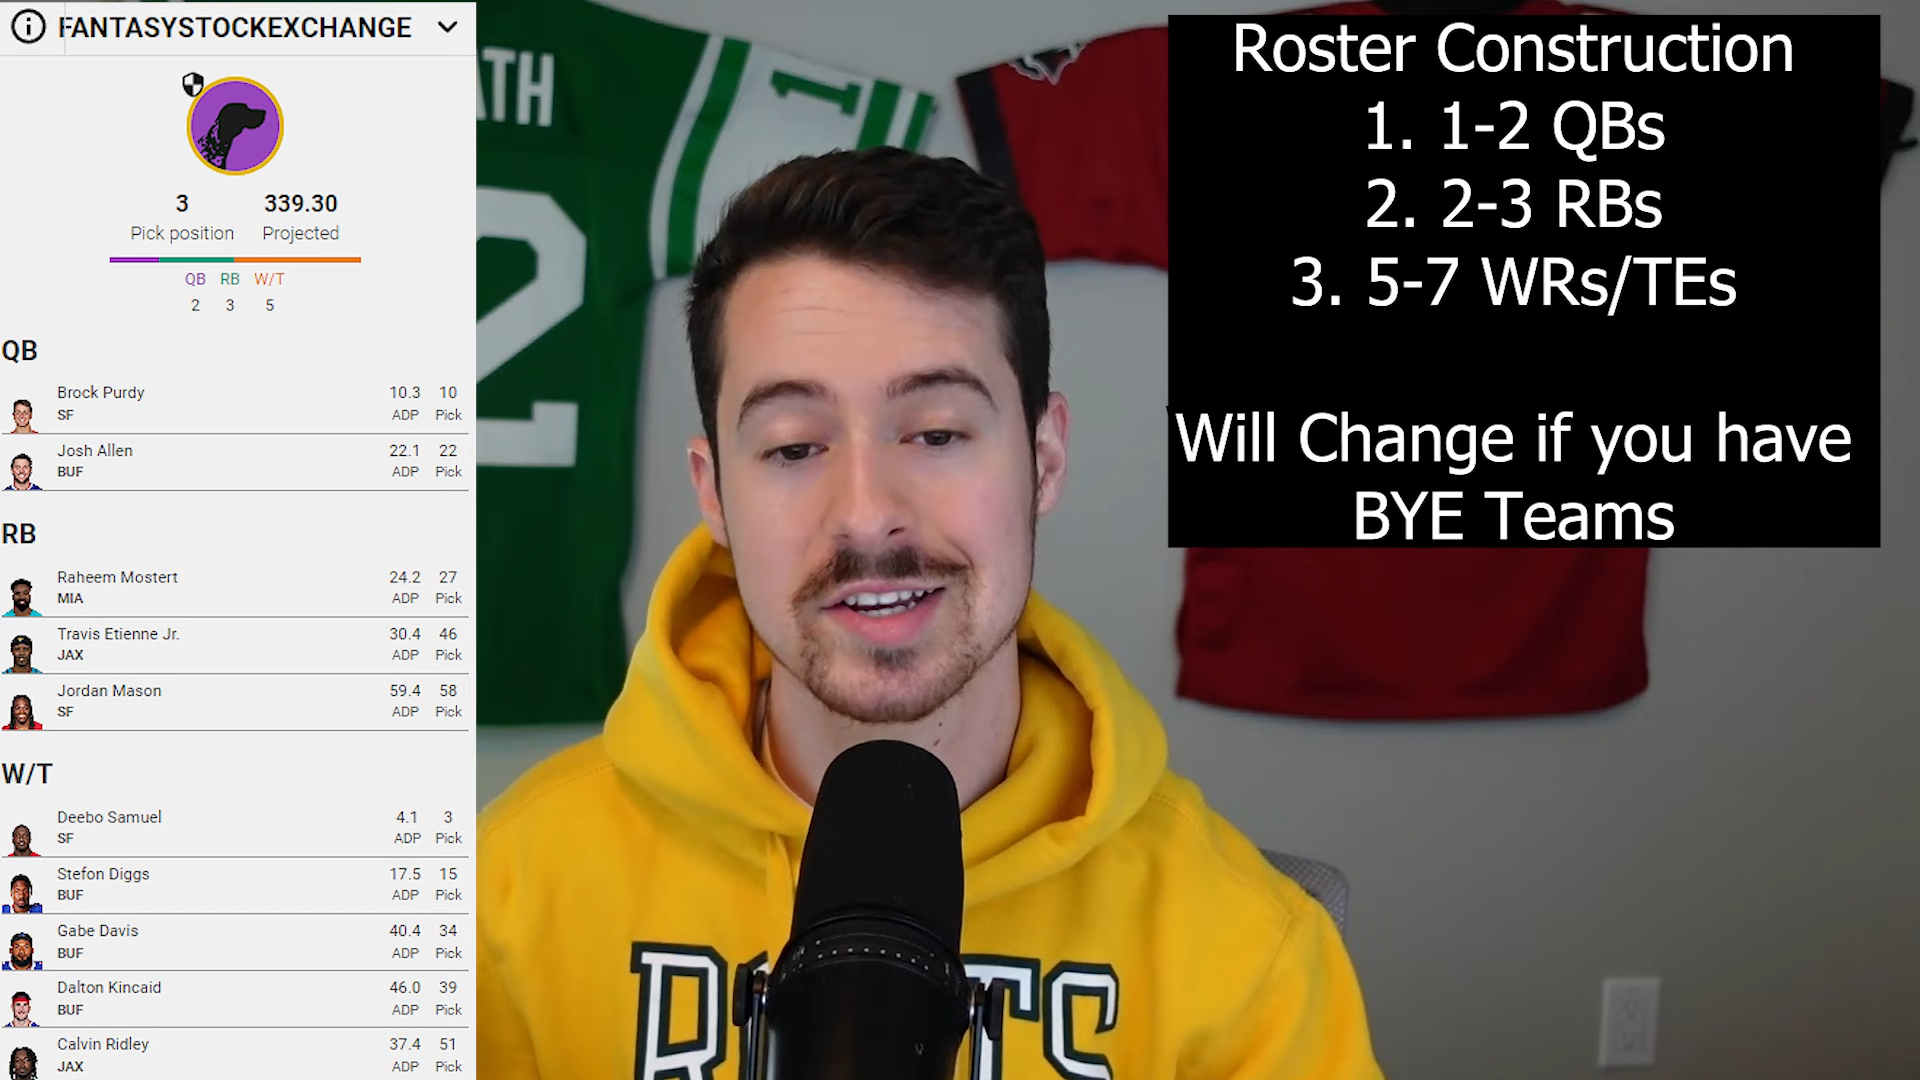 FANTASYSTOCKEXCHANGE
3 339.30
Pick position Projected
QB RB W/T
2 3 5
QB
Brock Purdy 10.3 10
SF ADP Pick
Josh Allen 22.1 22
BUF ADP Pick
RB
Raheem Mostert 24.2 27
MIA ADP Pick
Travis Etienne Jr. 30.4 46
JAX ADP Pick
Jordan Mason 59.4 58
SF ADP Pick
W/T
Deebo Samuel 4.1 3
SF ADP Pick
Stefon Diggs 17.5 15
BUF ADP Pick
Gabe Davis 40.4 34
BUF ADP Pick
Dalton Kincaid 46.0 39
BUF ADP Pick
Calvin Ridley 37.4 51
JAX ADP Pick
Roster Construction
1. 1-2 QBs
2. 2-3 RBs
3. 5-7 WRs/TEs
Will Change if you have
BYE Teams
ATH
1
2